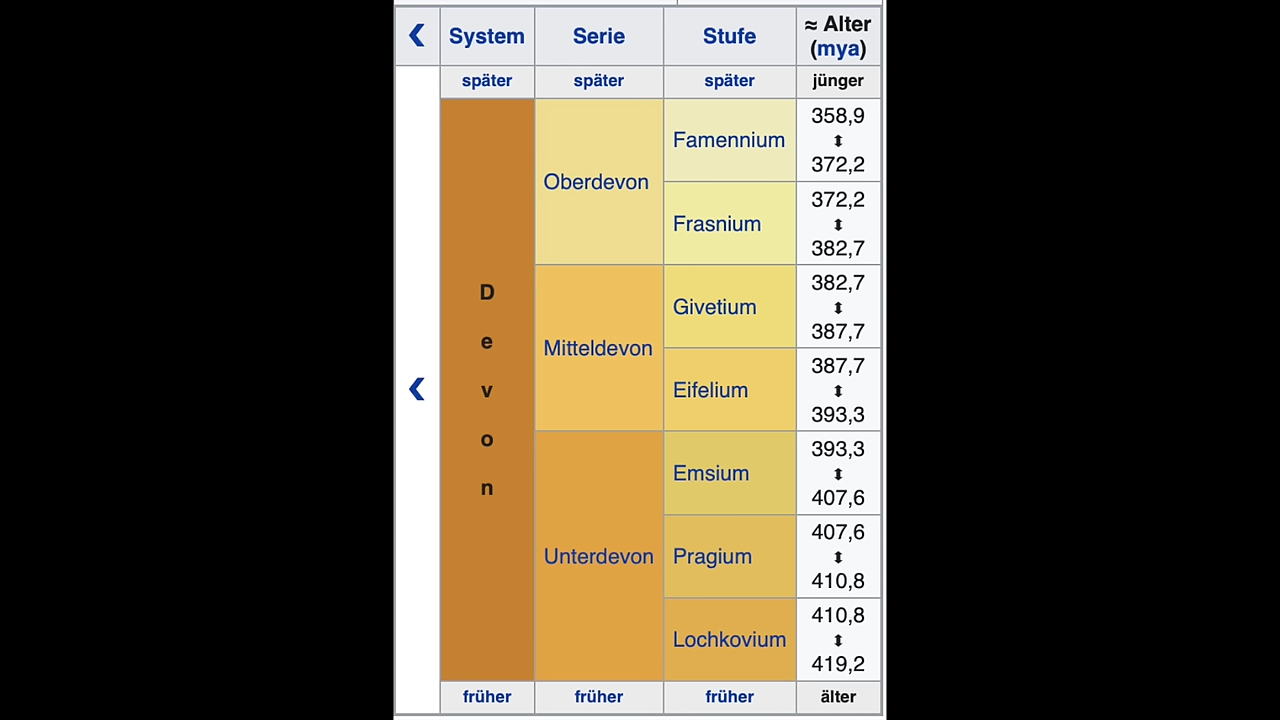 ❮ System Serie Stufe ≈ Alter
(mya)
später später später jünger
❮ D
e
v
o
n
Oberdevon
Famennium
358,9
⬍
372,2
Frasnium
372,2
⬍
382,7
Mitteldevon
Givetium
382,7
⬍
387,7
Eifelium
387,7
⬍
393,3
Unterdevon
Emsium
393,3
⬍
407,6
Pragium
407,6
⬍
410,8
Lochkovium
410,8
⬍
419,2
früher früher früher älter